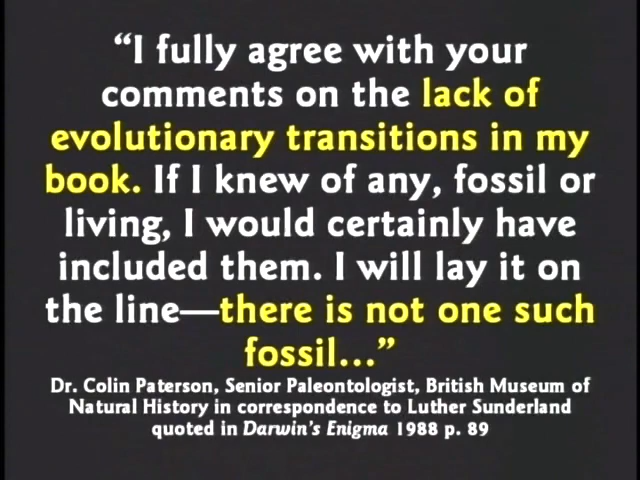 “I fully agree with your
comments on the lack of
evolutionary transitions in my
book. If I knew of any, fossil or
living, I would certainly have
included them. I will lay it on
the line—there is not one such
fossil...”
Dr. Colin Paterson, Senior Paleontologist, British Museum of
Natural History in correspondence to Luther Sunderland
quoted in Darwin's Enigma 1988 p. 89